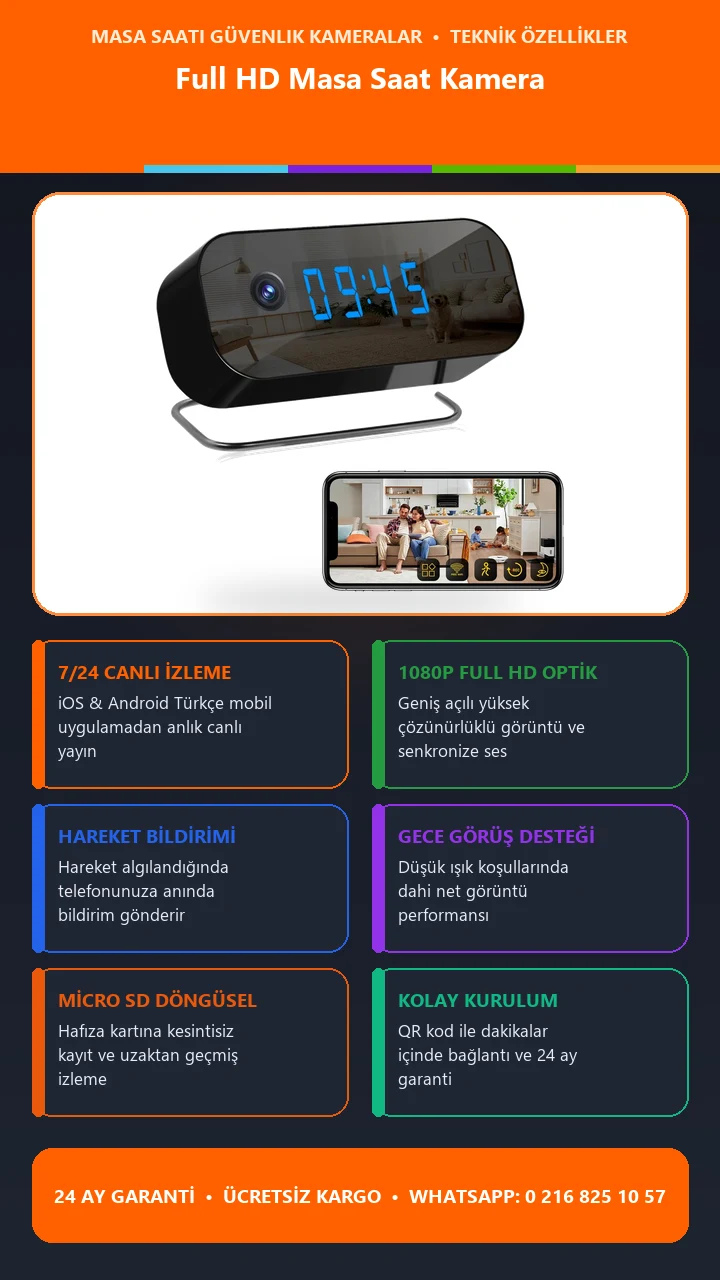 MASA SAATI GÜVENLIK KAMERALAR • TEKNİK ÖZELLİKLER
Full HD Masa Saat Kamera
09:45
7/24 CANLI İZLEME
iOS & Android Türkçe mobil
uygulamadan anlık canlı
yayın
1080P FULL HD OPTİK
Geniş açılı yüksek
çözünürlüklü görüntü ve
senkronize ses
HAREKET BİLDİRİMİ
Hareket algılandığında
telefonunuza anında
bildirim gönderir
GECE GÖRÜŞ DESTEĞİ
Düşük ışık koşullarında
dahi net görüntü
performansı
MİCRO SD DÖNGÜSEL
Hafıza kartına kesintisiz
kayıt ve uzaktan geçmiş
izleme
KOLAY KURULUM
QR kod ile dakikalar
içinde bağlantı ve 24 ay
garanti
24 AY GARANTİ • ÜCRETSİZ KARGO • WHATSAPP: 0 216 825 10 57